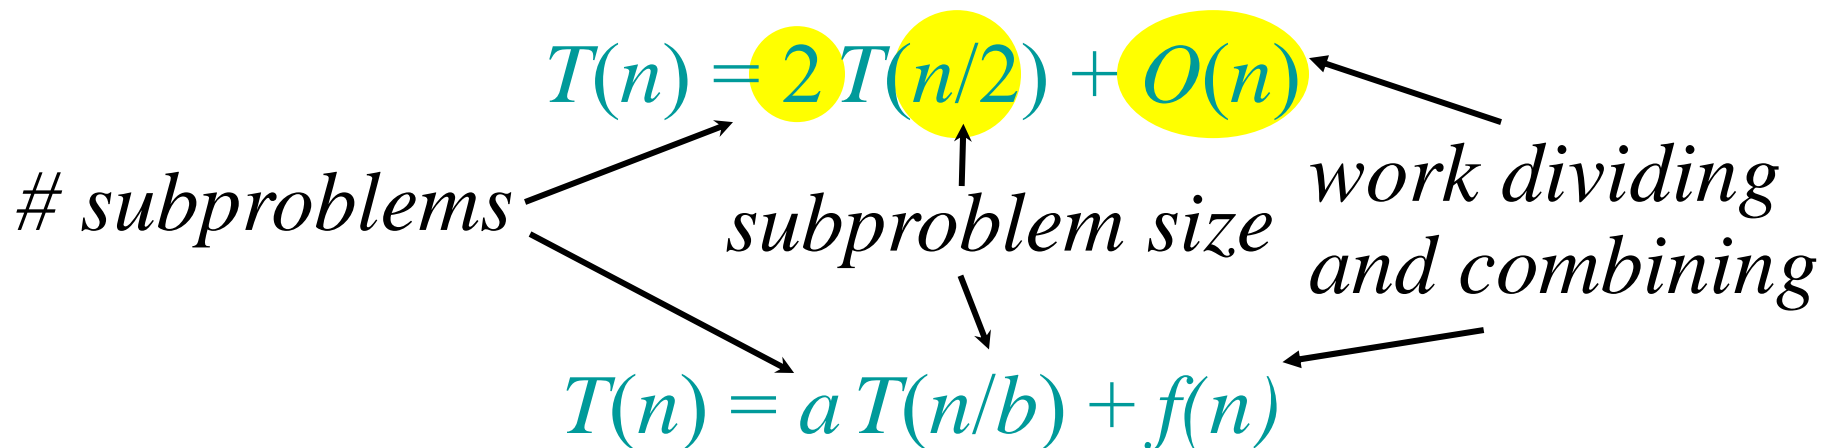 T(n) = 2 T(n/2) + O(n)
# subproblems
subproblem size
work dividing
and combining
T(n) = a T(n/b) + f(n)